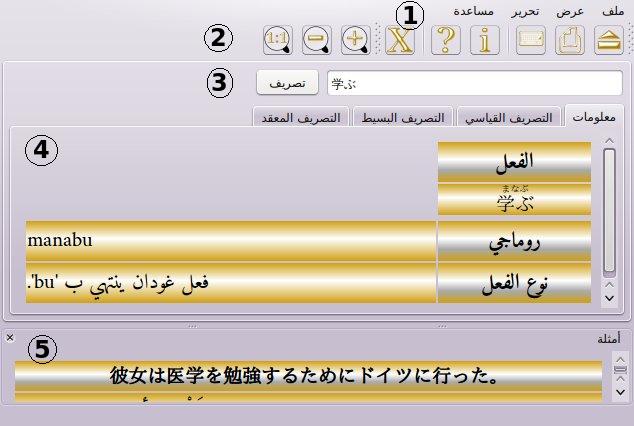 ملف عرض تحرير مساعدة
①
② 1:1 − + X ? i
③ تصريف 学ぶ
معلومات التصريف القياسي التصريف البسيط التصريف المعقد
④
الفعل
まなぶ
学ぶ
روماجي manabu
نوع الفعل فعل غودان ينتهي ب 'bu'.
أمثلة
⑤
彼女は医学を勉強するためにドイツに行った。